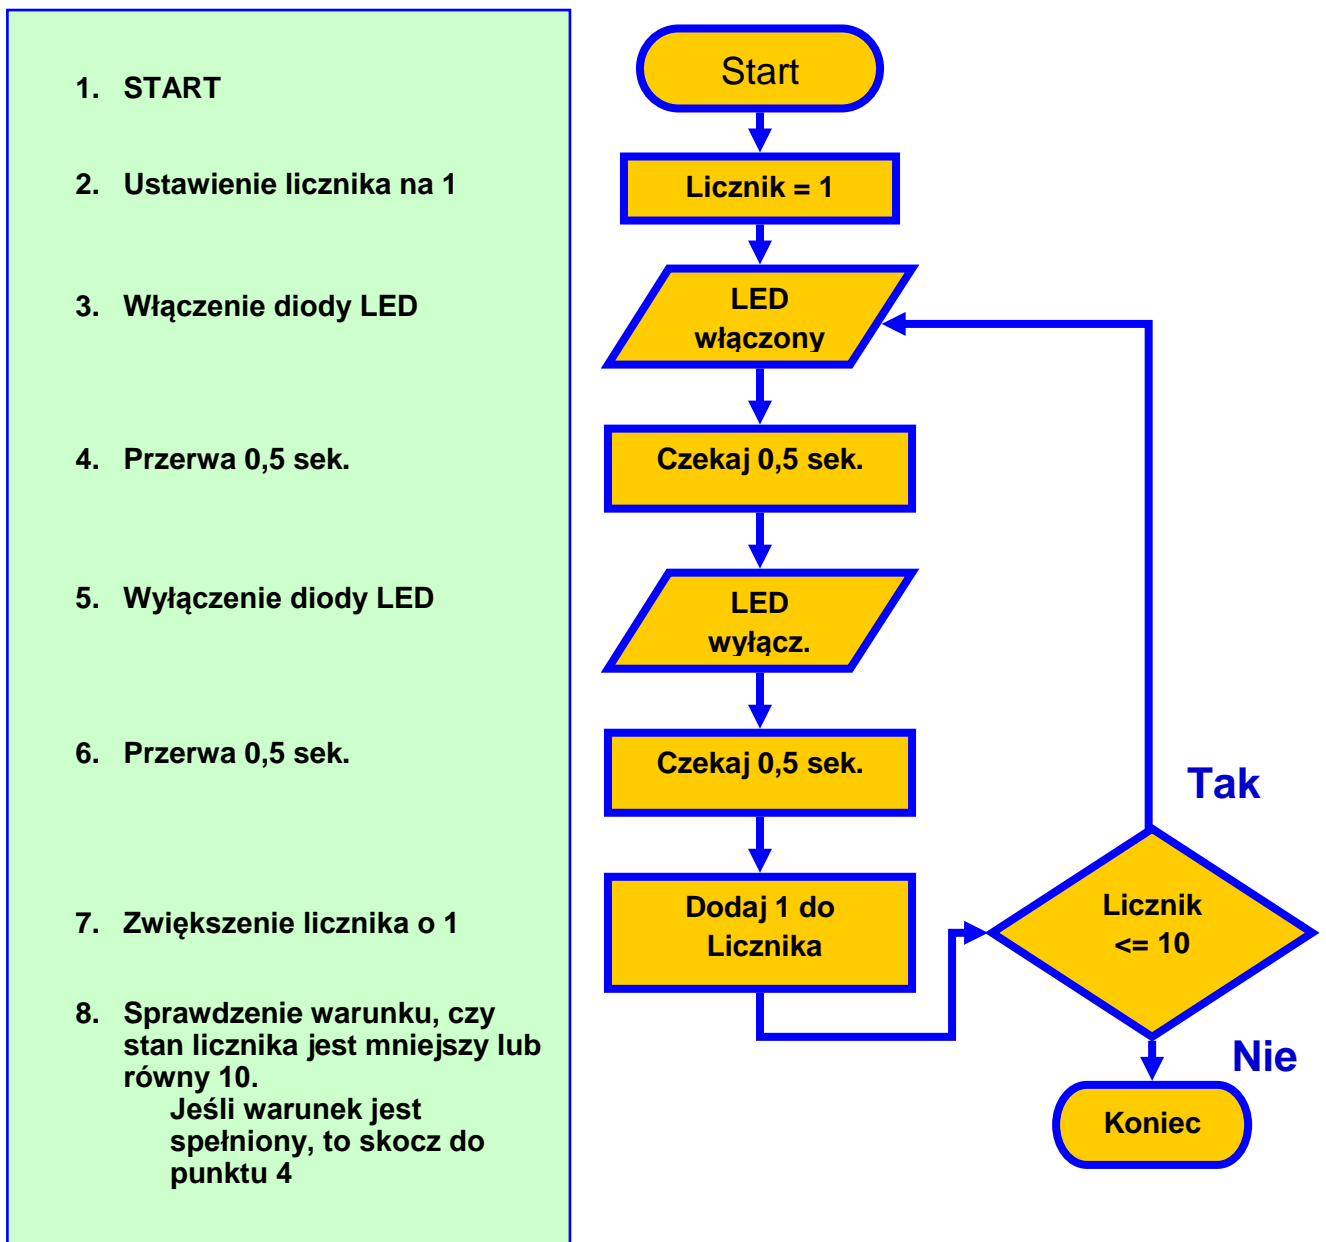 1. START
2. Ustawienie licznika na 1
3. Włączenie diody LED
4. Przerwa 0,5 sek.
5. Wyłączenie diody LED
6. Przerwa 0,5 sek.
7. Zwiększenie licznika o 1
8. Sprawdzenie warunku, czy
stan licznika jest mniejszy lub
równy 10.
Jeśli warunek jest
spełniony, to skocz do
punktu 4
Start
Licznik = 1
LED
włączony
Czekaj 0,5 sek.
LED
wyłącz.
Czekaj 0,5 sek.
Dodaj 1 do
Licznika
Tak
Licznik
<= 10
Nie
Koniec